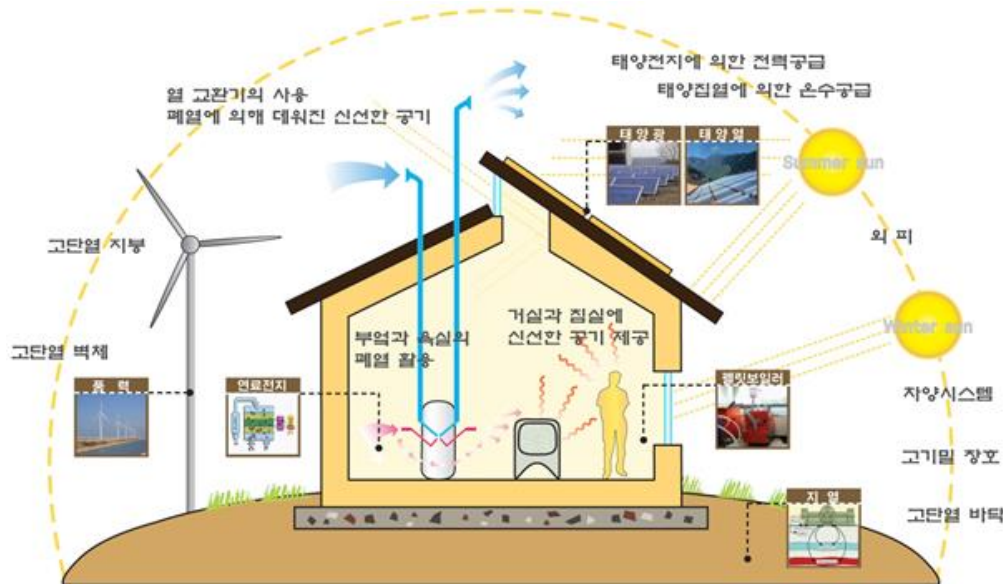 태양전지에 의한 전력공급
태양집열에 의한 온수공급
열 교환기의 사용
폐열에 의해 데워진 신선한 공기
태양광
태양열
Summer sun
고단열 지붕
외 피
거실과 침실에
신선한 공기 제공
부엌과 욕실의
폐열 활용
Winter sun
고단열 벽체
풍 력
연료전지
펠릿보일러
차양시스템
고기밀 창호
지 열
고단열 바닥